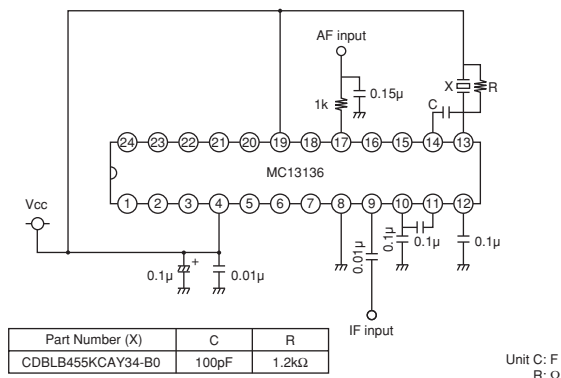 AF input
1k
0.15μ
X
R
C
24 23 22 21 20 19 18 17 16 15 14 13
MC13136
1 2 3 4 5 6 7 8 9 10 11 12
Vcc
0.1μ
+
0.01μ
0.01μ
0.1μ
0.1μ
0.1μ
IF input
Part Number (X) C R
CDBLB455KCAY34-B0 100pF 1.2kΩ
Unit C: F
R: Ω